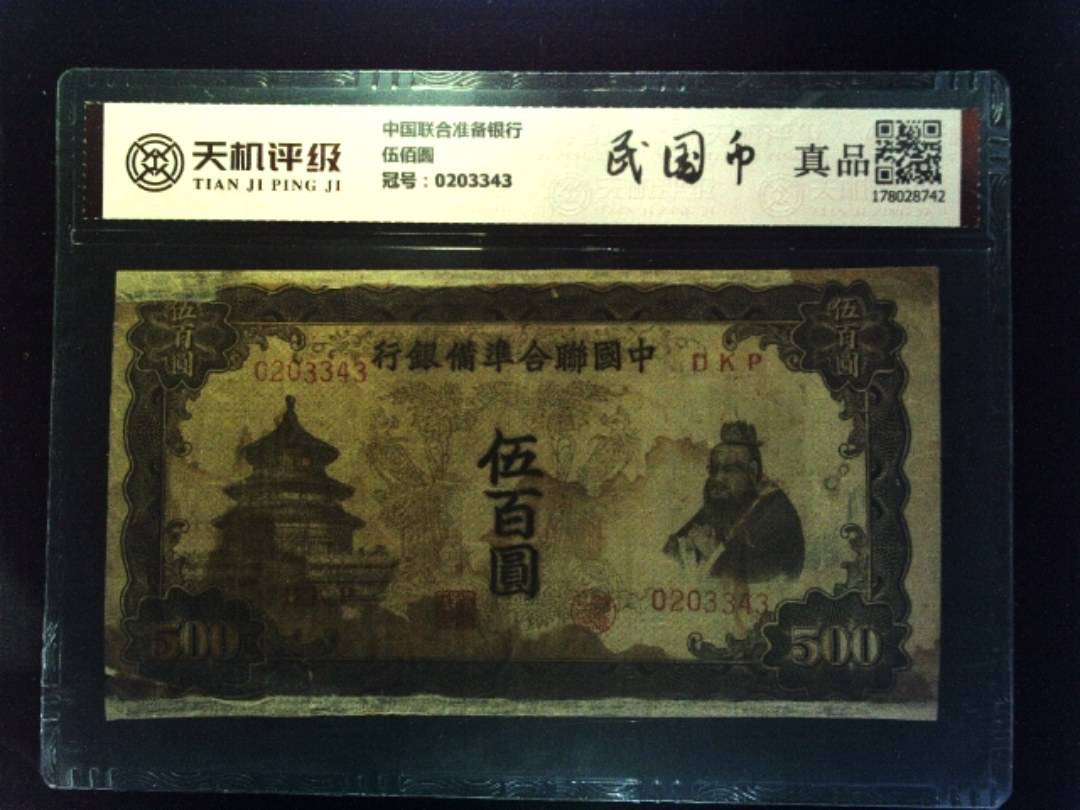 天机评级
TIAN JI PING JI
中国联合准备银行
伍佰圆
冠号：0203343
民国币
真品
178028742
伍百圓
伍百圓
行銀備準合聯國中
0203343
DKP
伍百圓
0203343
500
500